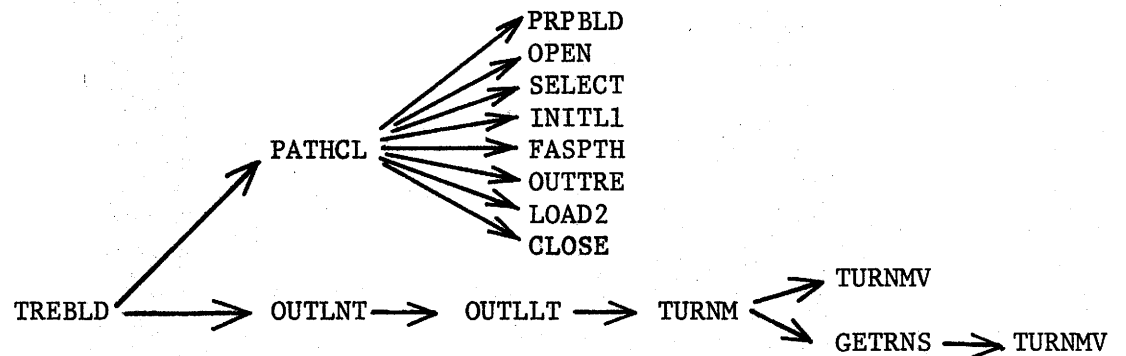 PRPBLD
OPEN
SELECT
INITL1
PATHCL FASPTH
OUTTRE
LOAD2
CLOSE
TURNMV
TREBLD OUTLNT OUTLLT TURNM
GETRNS TURNMV